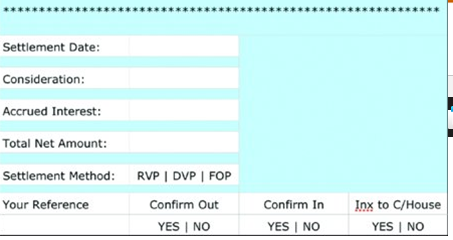 ************************************************************
Settlement Date:
Consideration:
Accrued Interest:
Total Net Amount:
Settlement Method: RVP | DVP | FOP
Your Reference Confirm Out Confirm In Inx to C/House
YES | NO YES | NO YES | NO